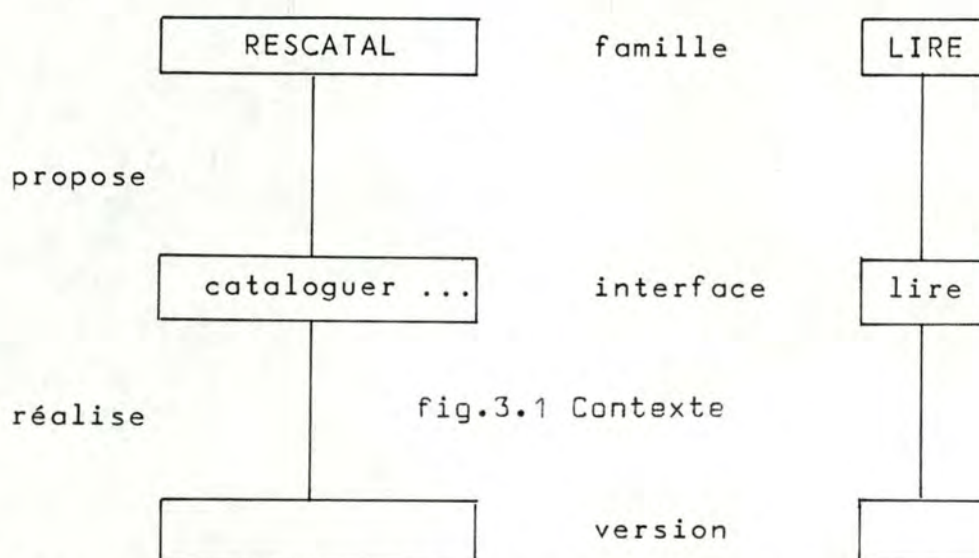 RESCATAL famille LIRE
propose
cataloguer ... interface lire
réalise fig.3.1 Contexte
version